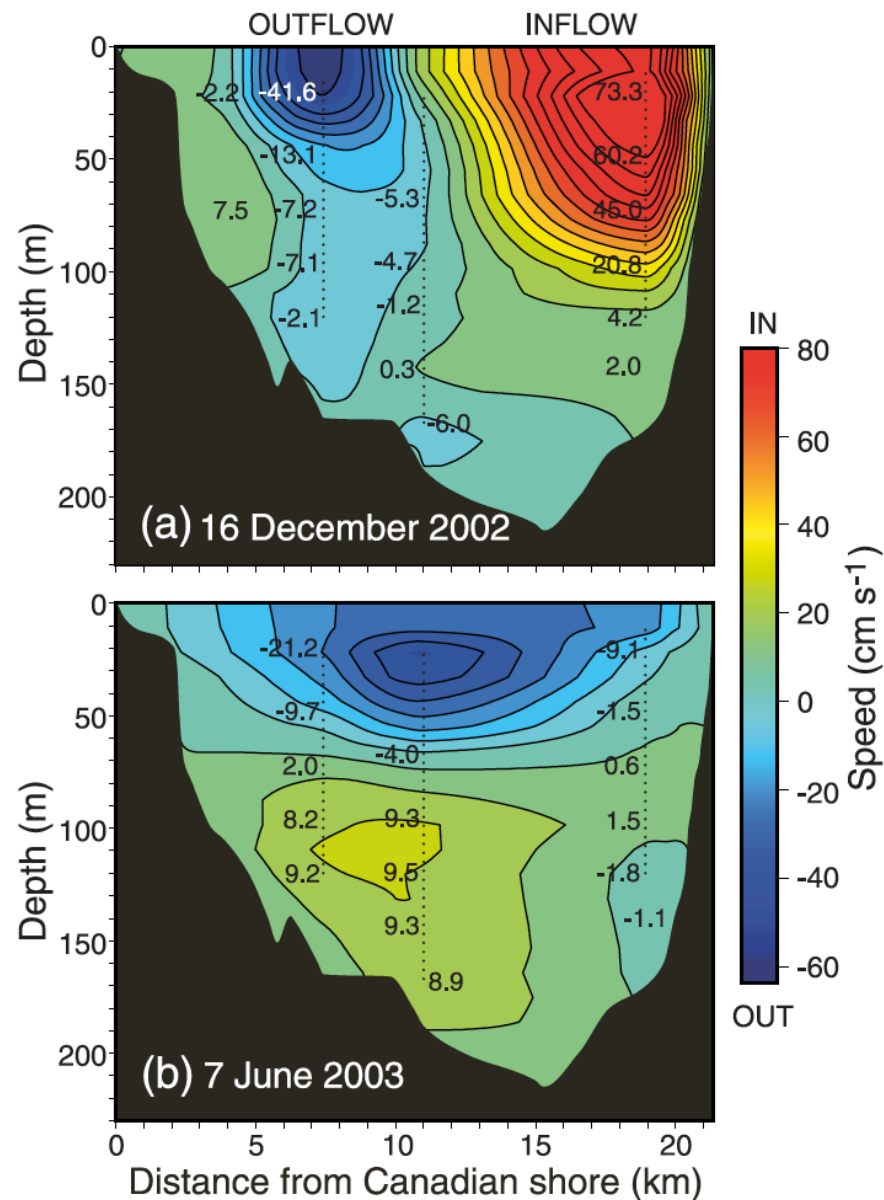 OUTFLOW INFLOW
0
-2.2 -41.6 73.3
-13.1 60.2
50
7.5 -7.2 -5.3 45.0
-7.1 -4.7 20.8
100
-2.1 -1.2 4.2
0.3 2.0
150
-6.0
200
(a) 16 December 2002
Depth (m)
0
-21.2 -9.1
-9.7 -1.5
50
2.0 -4.0 0.6
8.2 9.3 1.5
100
9.2 9.5 -1.8
9.3 -1.1
150
8.9
200
(b) 7 June 2003
Depth (m)
0 5 10 15 20
Distance from Canadian shore (km)
IN
80
60
40
20
0
-20
-40
-60
OUT
Speed (cm s⁻¹)